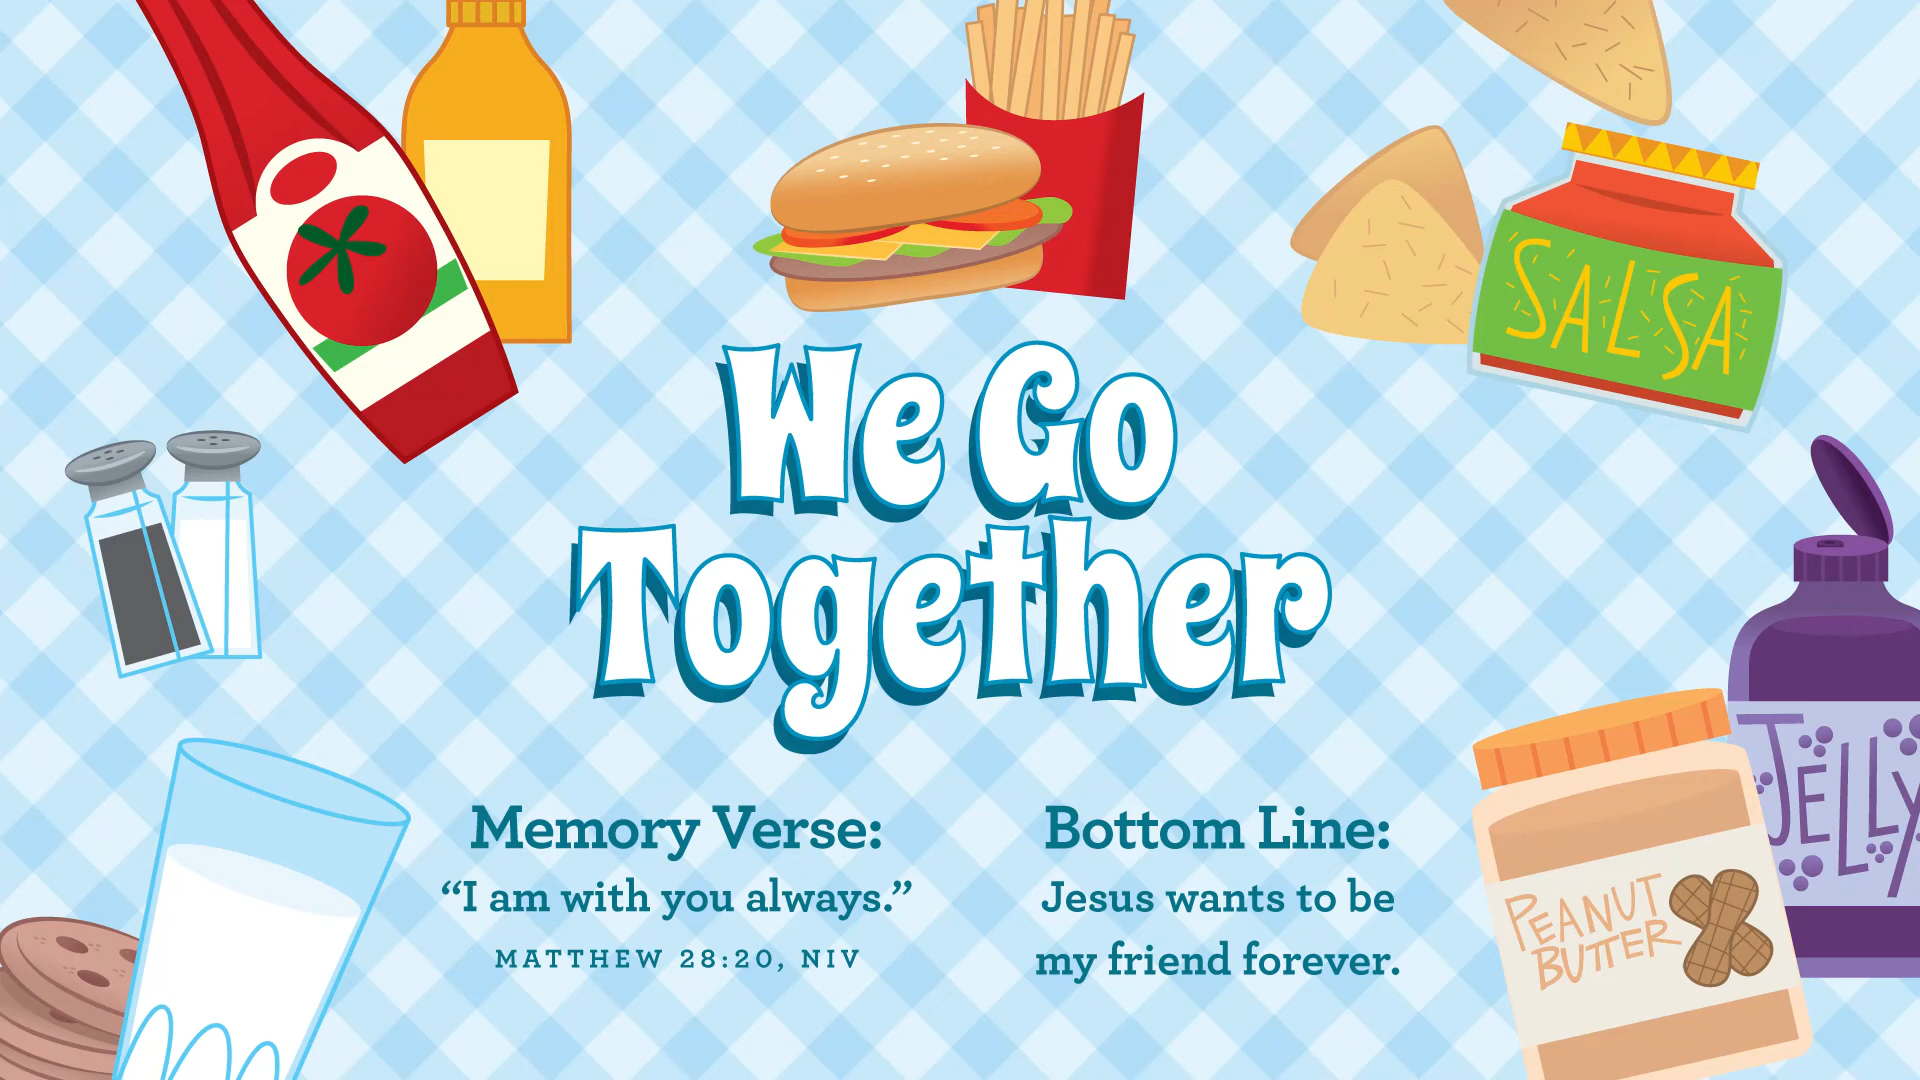 SALSA
We Go
Together
JELLY
PEANUT
BUTTER
Memory Verse:
“I am with you always.”
MATTHEW 28:20, NIV
Bottom Line:
Jesus wants to be
my friend forever.